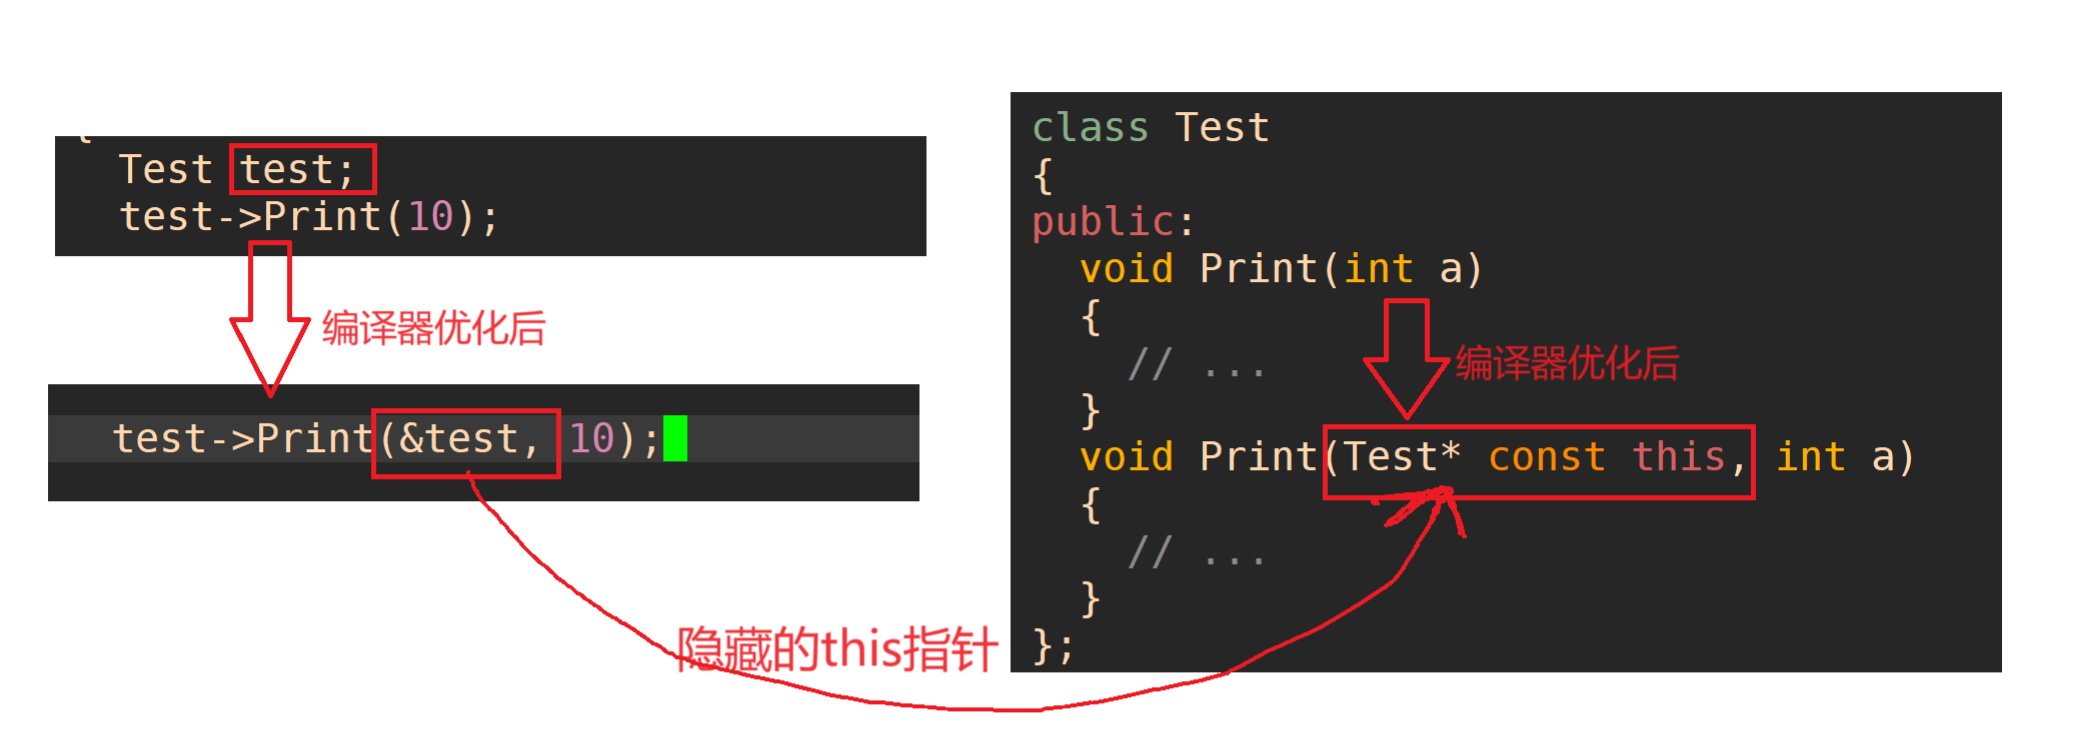 {
Test test;
test->Print(10);
编译器优化后
test->Print(&test, 10);
隐藏的this指针
class Test
{
public:
void Print(int a)
{
// ...
}
编译器优化后
void Print(Test* const this, int a)
{
// ...
}
};